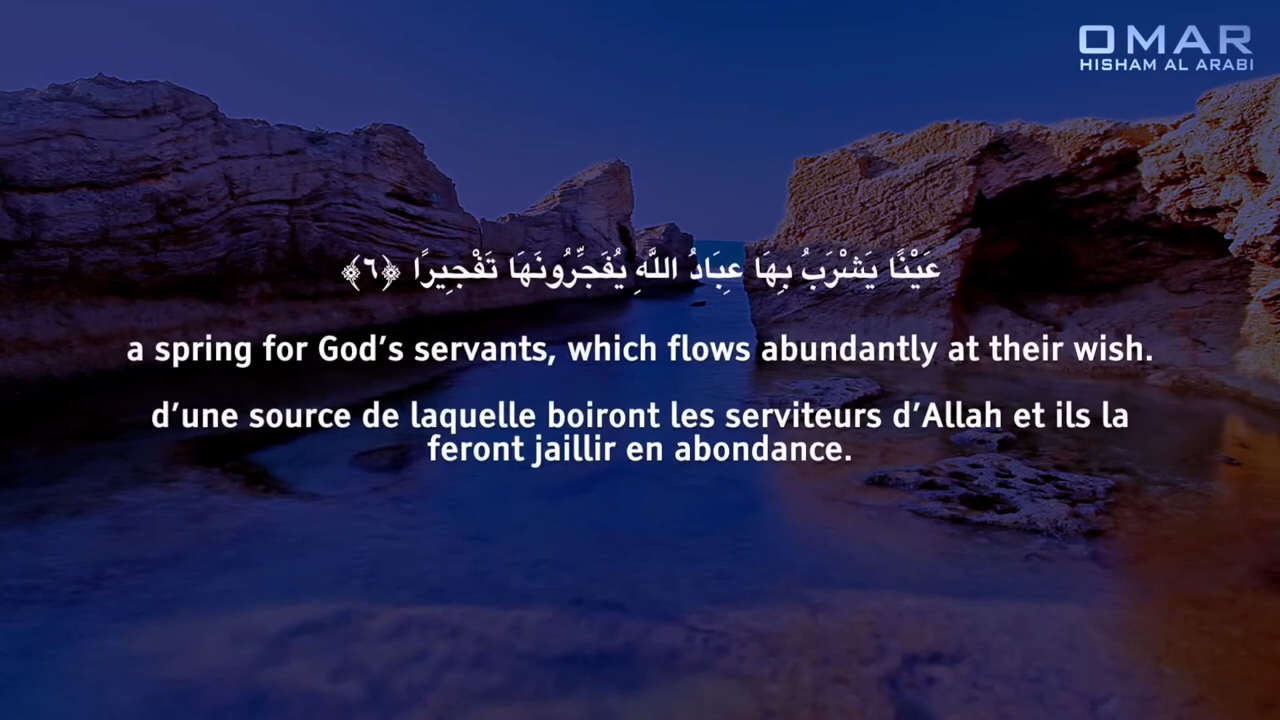 OMAR
HISHAM AL ARABI
عَيْنًا يَشْرَبُ بِهَا عِبَادُ اللَّهِ يُفَجِّرُونَهَا تَفْجِيرًا ﴿٦﴾
a spring for God’s servants, which flows abundantly at their wish.
d’une source de laquelle boiront les serviteurs d’Allah et ils la
feront jaillir en abondance.